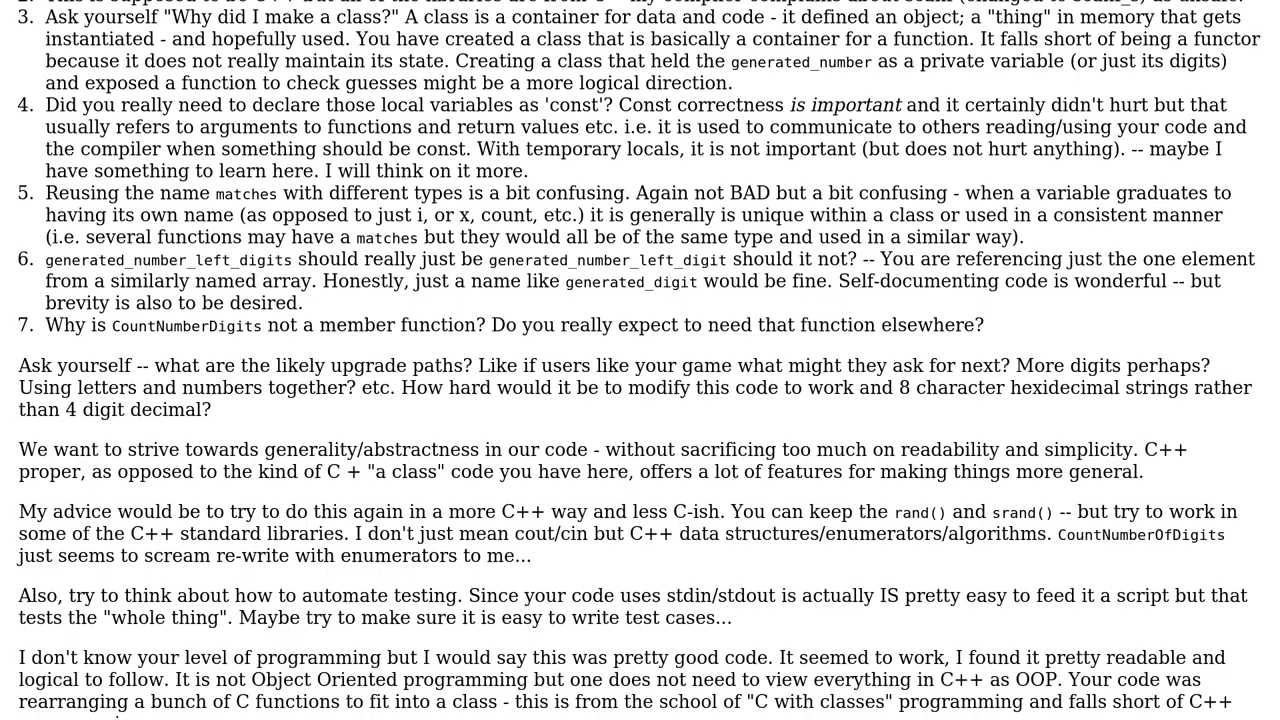 3. Ask yourself "Why did I make a class?" A class is a container for data and code - it defined an object; a "thing" in memory that gets
instantiated - and hopefully used. You have created a class that is basically a container for a function. It falls short of being a functor
because it does not really maintain its state. Creating a class that held the generated_number as a private variable (or just its digits)
and exposed a function to check guesses might be a more logical direction.
4. Did you really need to declare those local variables as 'const'? Const correctness is important and it certainly didn't hurt but that
usually refers to arguments to functions and return values etc. i.e. it is used to communicate to others reading/using your code and
the compiler when something should be const. With temporary locals, it is not important (but does not hurt anything). -- maybe I
have something to learn here. I will think on it more.
5. Reusing the name matches with different types is a bit confusing. Again not BAD but a bit confusing - when a variable graduates to
having its own name (as opposed to just i, or x, count, etc.) it is generally is unique within a class or used in a consistent manner
(i.e. several functions may have a matches but they would all be of the same type and used in a similar way).
6. generated_number_left_digits should really just be generated_number_left_digit should it not? -- You are referencing just the one element
from a similarly named array. Honestly, just a name like generated_digit would be fine. Self-documenting code is wonderful -- but
brevity is also to be desired.
7. Why is CountNumberDigits not a member function? Do you really expect to need that function elsewhere?
Ask yourself -- what are the likely upgrade paths? Like if users like your game what might they ask for next? More digits perhaps?
Using letters and numbers together? etc. How hard would it be to modify this code to work and 8 character hexidecimal strings rather
than 4 digit decimal?
We want to strive towards generality/abstractness in our code - without sacrificing too much on readability and simplicity. C++
proper, as opposed to the kind of C + "a class" code you have here, offers a lot of features for making things more general.
My advice would be to try to do this again in a more C++ way and less C-ish. You can keep the rand() and srand() -- but try to work in
some of the C++ standard libraries. I don't just mean cout/cin but C++ data structures/enumerators/algorithms. CountNumberOfDigits
just seems to scream re-write with enumerators to me...
Also, try to think about how to automate testing. Since your code uses stdin/stdout is actually IS pretty easy to feed it a script but that
tests the "whole thing". Maybe try to make sure it is easy to write test cases...
I don't know your level of programming but I would say this was pretty good code. It seemed to work, I found it pretty readable and
logical to follow. It is not Object Oriented programming but one does not need to view everything in C++ as OOP. Your code was
rearranging a bunch of C functions to fit into a class - this is from the school of "C with classes" programming and falls short of C++